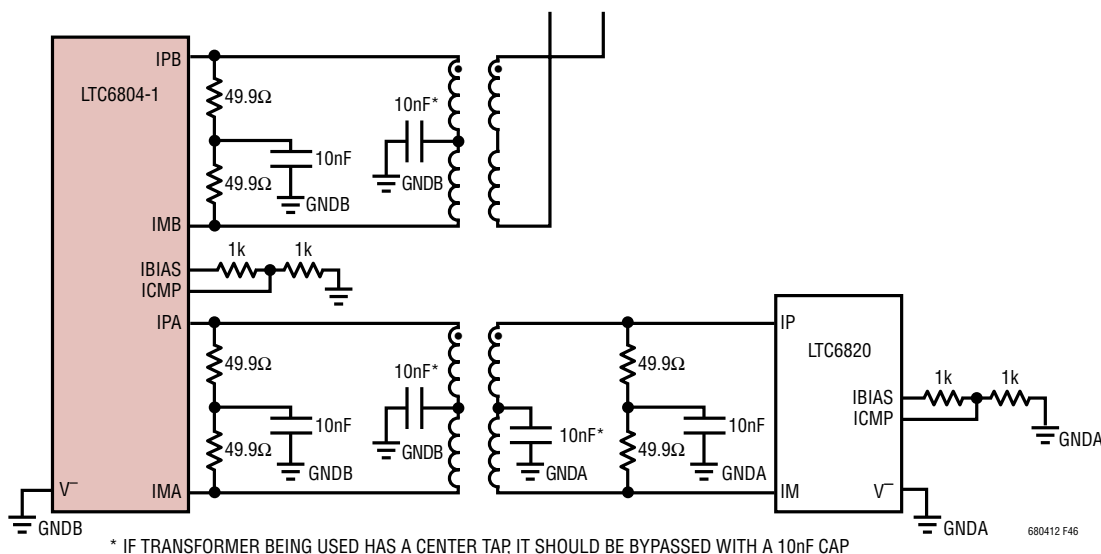 LTC6804-1
IPB
49.9Ω
10nF
GNDB
49.9Ω
IMB
10nF*
GNDB
IBIAS
1k
1k
ICMP
IPA
49.9Ω
10nF
GNDB
49.9Ω
IMA
10nF*
GNDB
10nF*
GNDA
49.9Ω
10nF
GNDA
49.9Ω
IP
LTC6820
IBIAS
1k
1k
ICMP
GNDA
IM
V–
GNDA
V–
GNDB
680412 F46
* IF TRANSFORMER BEING USED HAS A CENTER TAP, IT SHOULD BE BYPASSED WITH A 10nF CAP